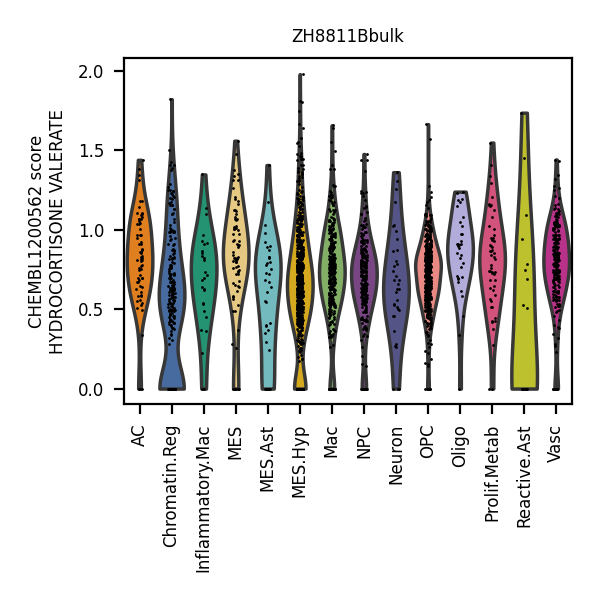 ZH8811Bbulk
CHEMBL1200562 score
HYDROCORTISONE VALERATE
2.0
1.5
1.0
0.5
0.0
AC
Chromatin.Reg
Inflammatory.Mac
MES
MES.Ast
MES.Hyp
Mac
NPC
Neuron
OPC
Oligo
Prolif.Metab
Reactive.Ast
Vasc